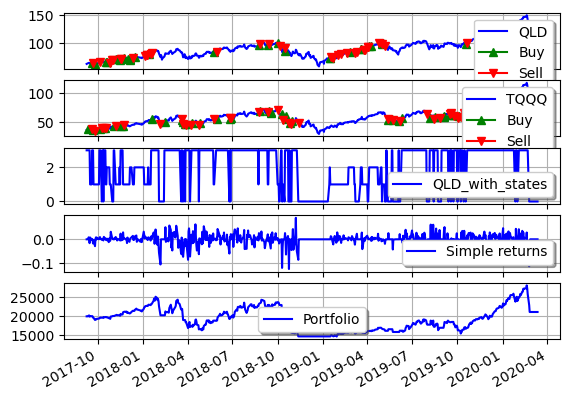 150
100
QLD
Buy
Sell
100
50
TQQQ
Buy
Sell
2
0
QLD_with_states
0.0
−0.1
Simple returns
25000
20000
15000
Portfolio
2017-10 2018-01 2018-04 2018-07 2018-10 2019-01 2019-04 2019-07 2019-10 2020-01 2020-04